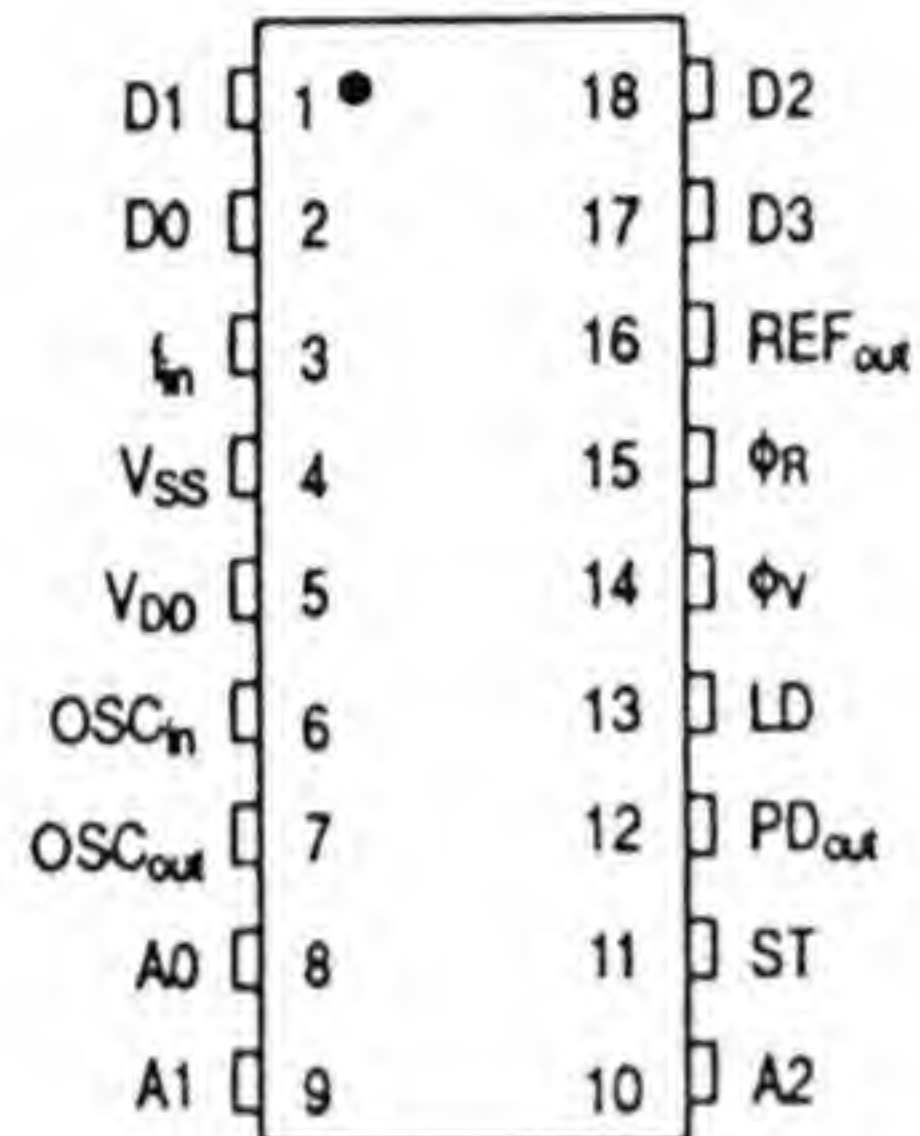 D1 1 18 D2
D0 2 17 D3
fin 3 16 REFout
VSS 4 15 ϕR
VDD 5 14 ϕV
OSCin 6 13 LD
OSCout 7 12 PDout
A0 8 11 ST
A1 9 10 A2